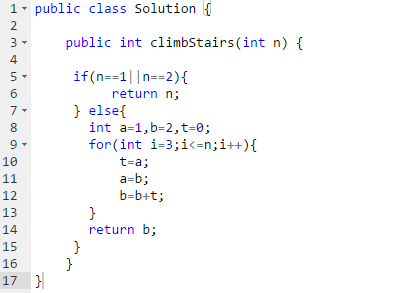 1 public class Solution {
2
3     public int climbStairs(int n) {
4
5      if(n==1||n==2){
6           return n;
7      } else{
8        int a=1,b=2,t=0;
9        for(int i=3;i<=n;i++){
10            t=a;
11            a=b;
12            b=b+t;
13        }
14        return b;
15      }
16     }
17 }